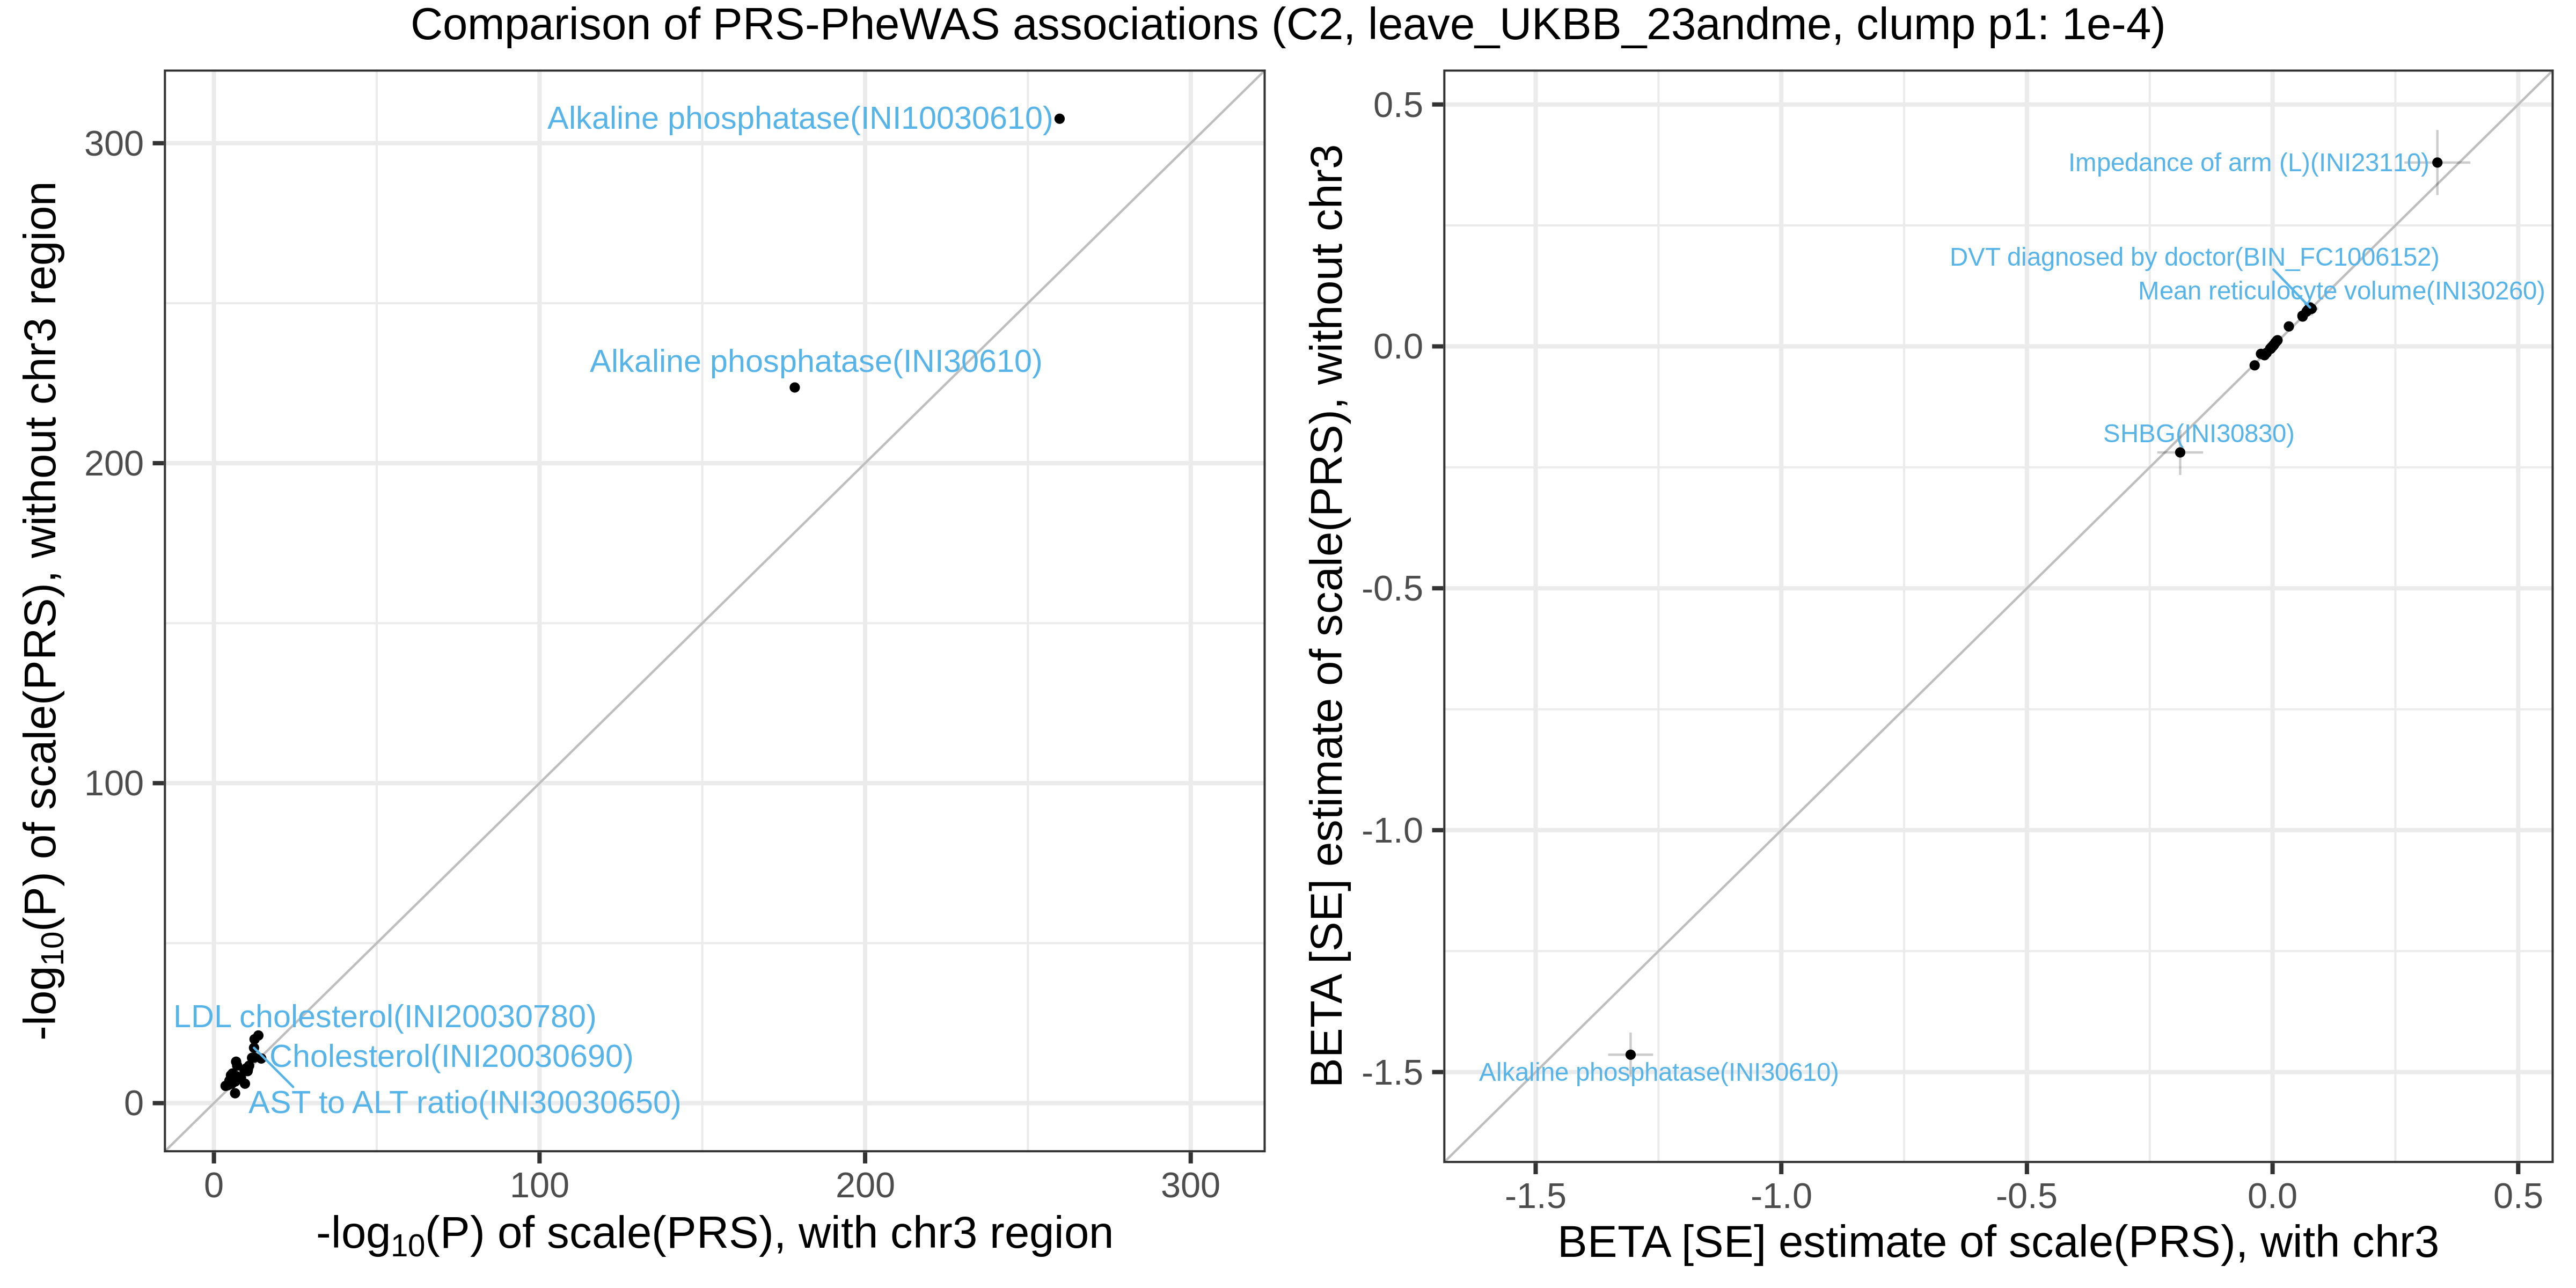 Comparison of PRS-PheWAS associations (C2, leave_UKBB_23andme, clump p1: 1e-4)
-log10(P) of scale(PRS), without chr3 region
300
200
100
0
Alkaline phosphatase(INI10030610)
Alkaline phosphatase(INI30610)
LDL cholesterol(INI20030780)
Cholesterol(INI20030690)
AST to ALT ratio(INI30030650)
0 100 200 300
-log10(P) of scale(PRS), with chr3 region
BETA [SE] estimate of scale(PRS), without chr3
0.5
0.0
-0.5
-1.0
-1.5
Impedance of arm (L)(INI23110)
DVT diagnosed by doctor(BIN_FC1006152)
Mean reticulocyte volume(INI30260)
SHBG(INI30830)
Alkaline phosphatase(INI30610)
-1.5 -1.0 -0.5 0.0 0.5
BETA [SE] estimate of scale(PRS), with chr3